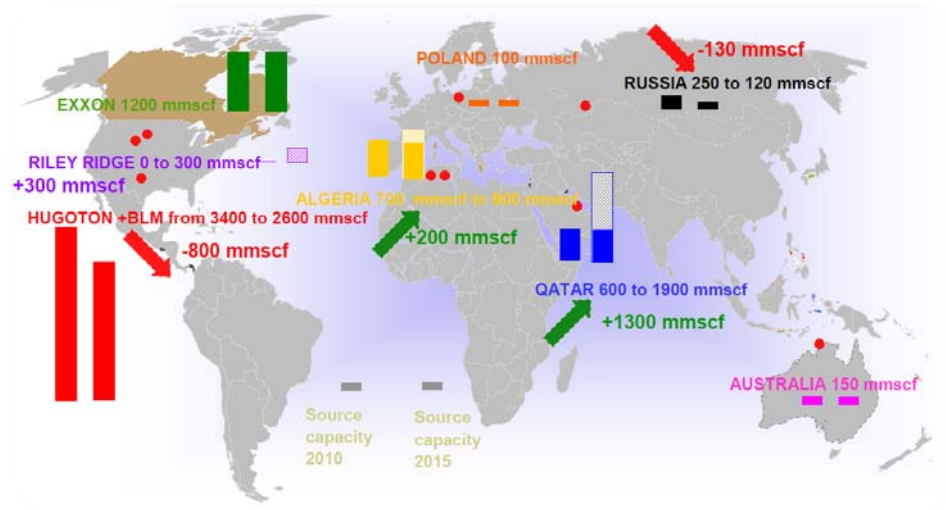 POLAND 100 mmscf
-130 mmscf
RUSSIA 250 to 120 mmscf
EXXON 1200 mmscf
RILEY RIDGE 0 to 300 mmscf
+300 mmscf
ALGERIA 700 to 900 mmscf
HUGOTON +BLM from 3400 to 2600 mmscf
+200 mmscf
-800 mmscf
QATAR 600 to 1900 mmscf
+1300 mmscf
AUSTRALIA 150 mmscf
Source
capacity
2010
Source
capacity
2015